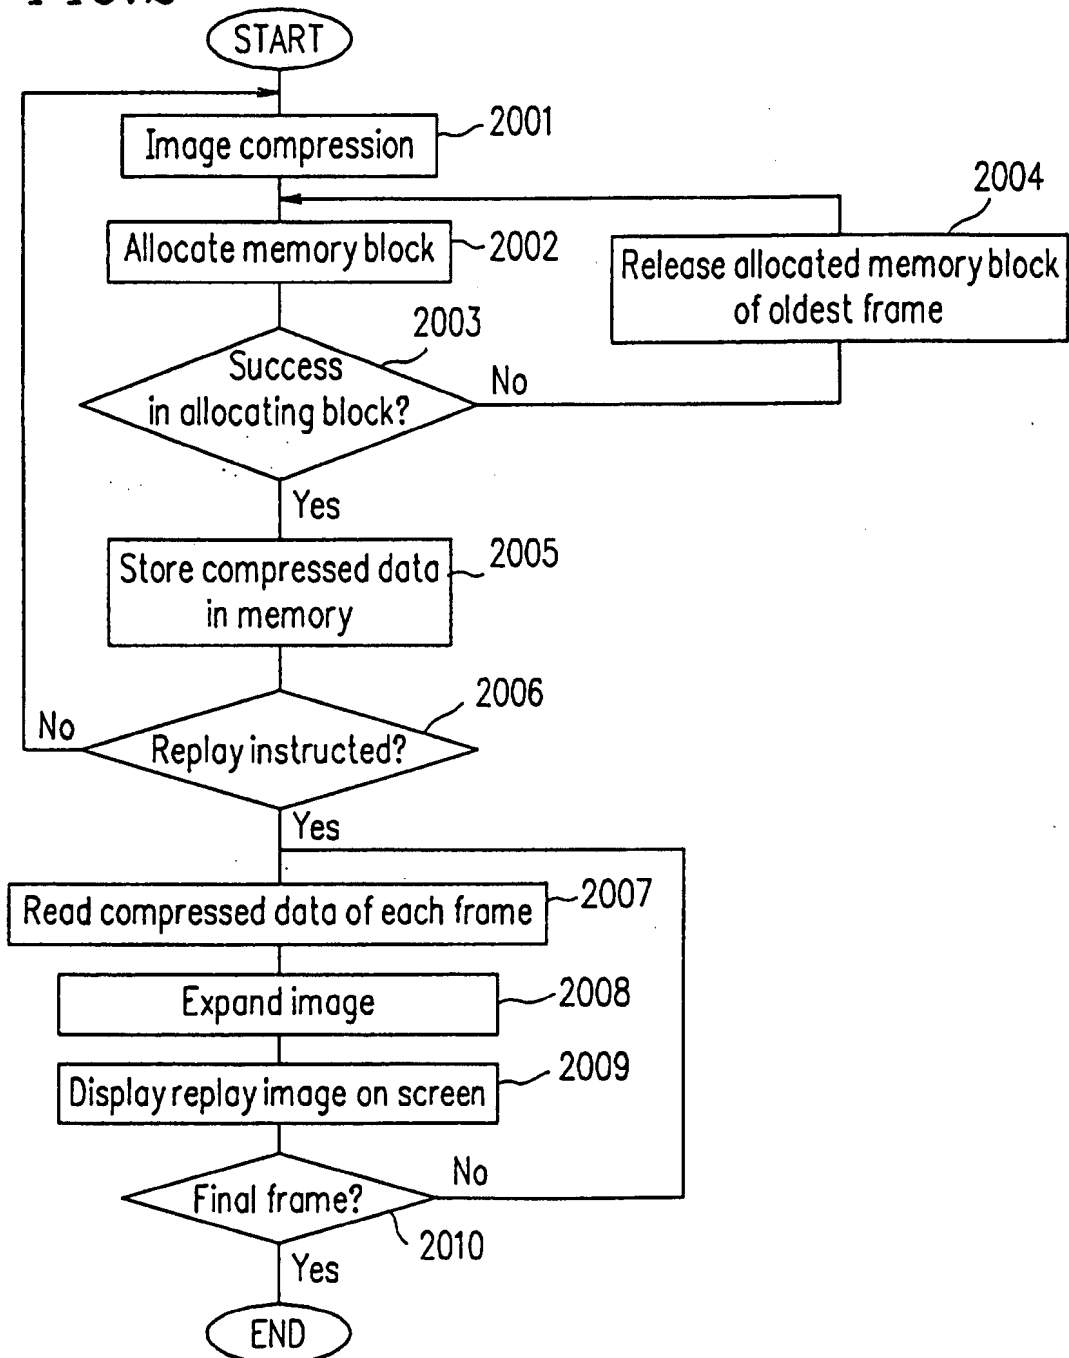 START
2001
Image compression
2004
Allocate memory block
2002
Release allocated memory block
of oldest frame
2003
Success
in allocating block?
No
Yes
2005
Store compressed data
in memory
2006
No
Replay instructed?
Yes
2007
Read compressed data of each frame
Expand image
2008
2009
Display replay image on screen
No
Final frame?
2010
Yes
END